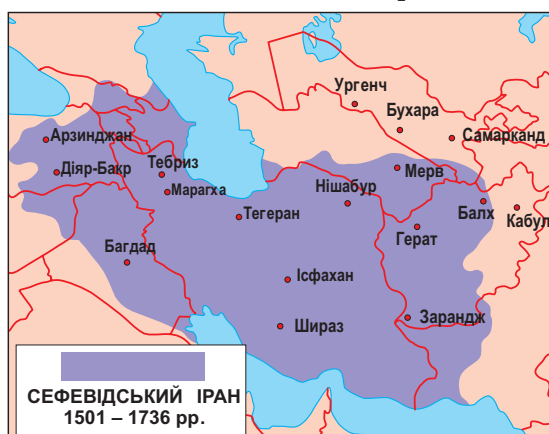 Ургенч
Бухара
Самарканд
Арзинджан
Діяр-Бакр
Тебриз
Марагха
Мерв
Нішабур
Тегеран
Балх
Кабул
Герат
Багдад
Ісфахан
Шираз
Зарандж
СЕФЕВІДСЬКИЙ ІРАН
1501 – 1736 рр.